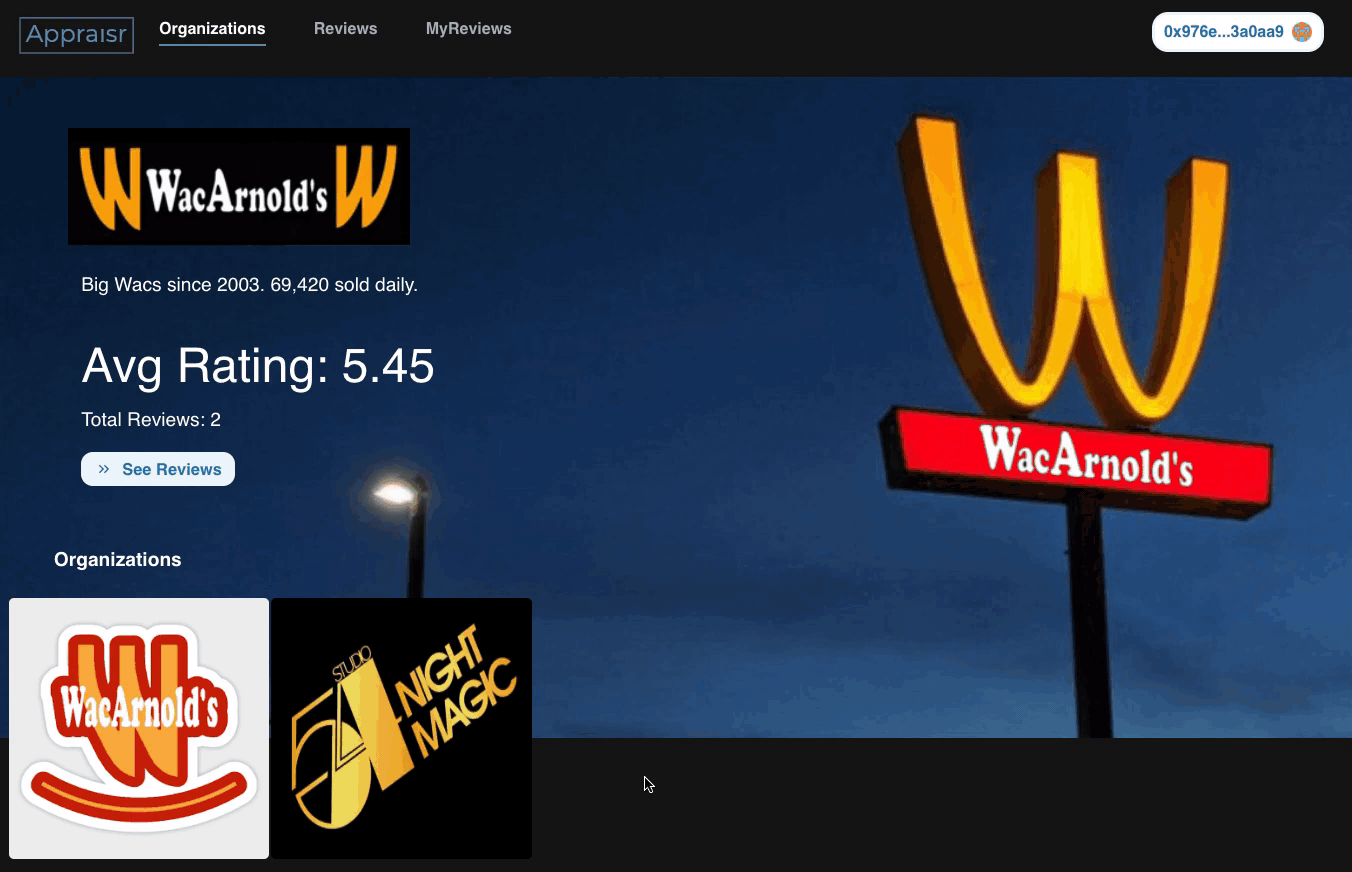 Appraisr
Organizations
Reviews
MyReviews
0x976e...3a0aa9
W WacArnold's W
Big Wacs since 2003. 69,420 sold daily.
Avg Rating: 5.45
Total Reviews: 2
See Reviews
W
WacArnold's
Organizations
W
WacArnold's
STUDIO
54
NIGHT
MAGIC